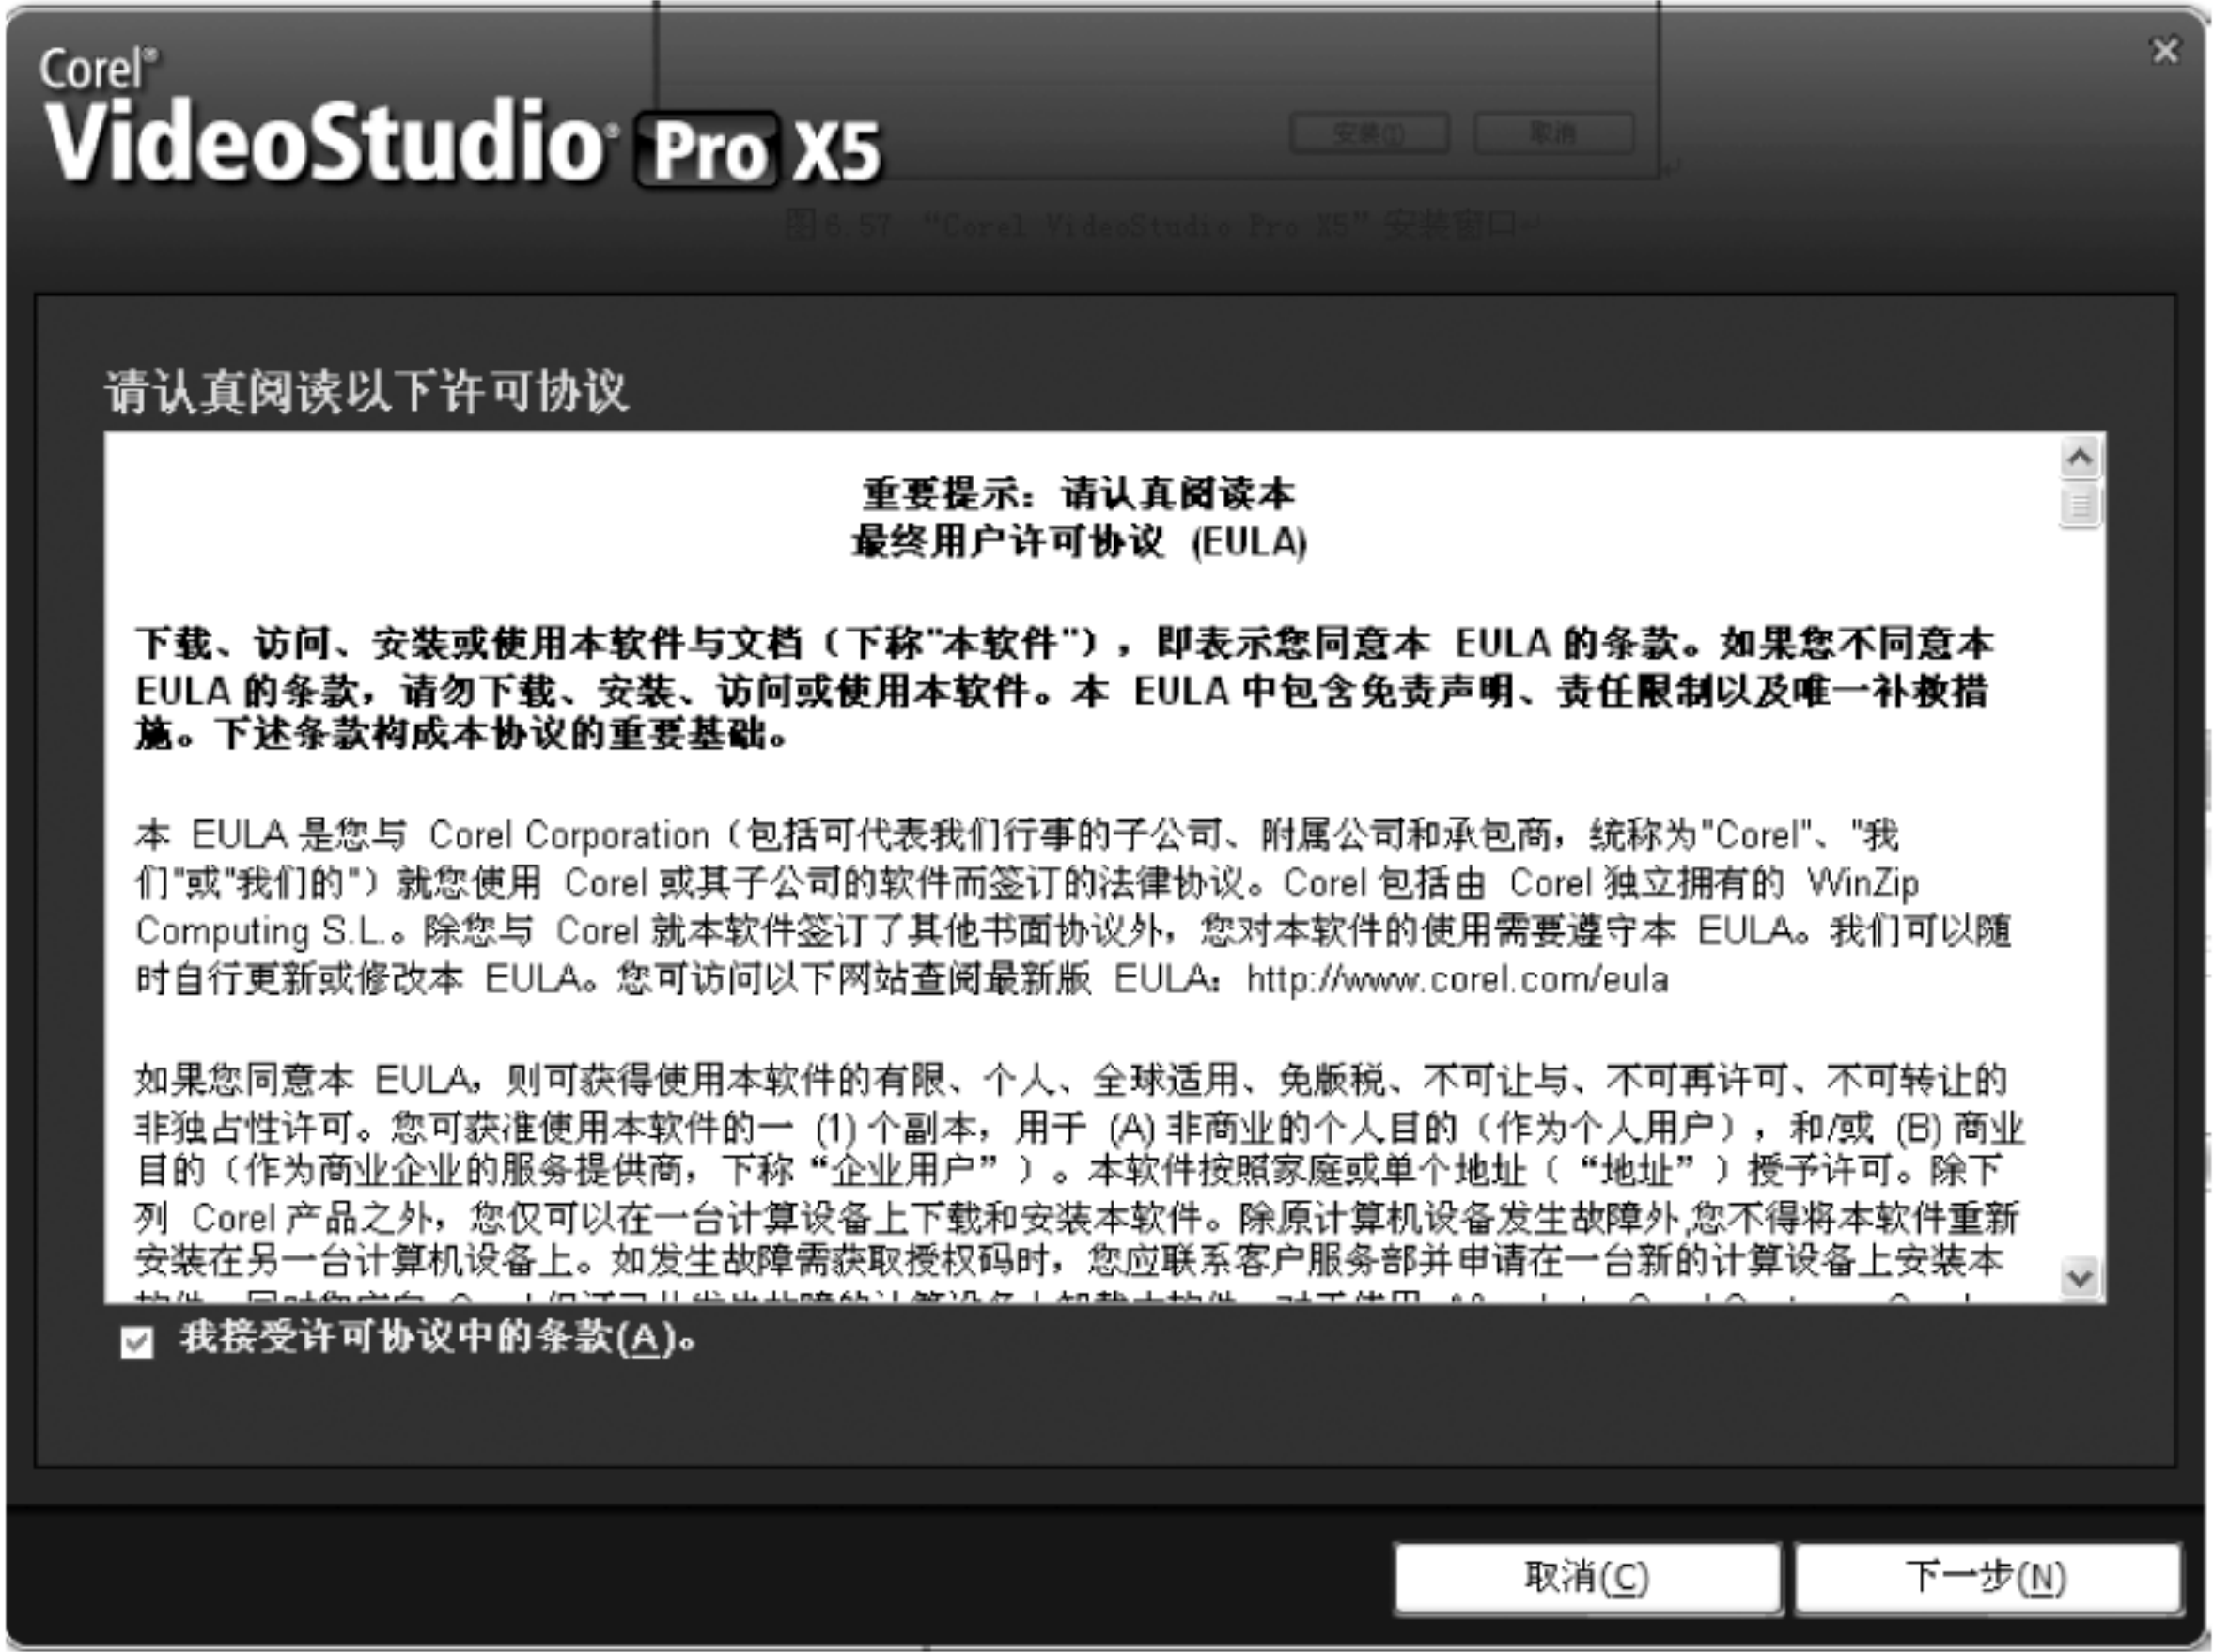 Corel®
VideoStudio® Pro X5
安装(I) 取消
图6.57 “Corel VideoStudio Pro X5”安装窗口
请认真阅读以下许可协议
重要提示：请认真阅读本
最终用户许可协议 (EULA)
下载、访问、安装或使用本软件与文档（下称"本软件"），即表示您同意本 EULA 的条款。如果您不同意本
EULA 的条款，请勿下载、安装、访问或使用本软件。本 EULA 中包含免责声明、责任限制以及唯一补救措
施。下述条款构成本协议的重要基础。
本 EULA 是您与 Corel Corporation（包括可代表我们行事的子公司、附属公司和承包商，统称为"Corel"、"我
们"或"我们的"）就您使用 Corel 或其子公司的软件而签订的法律协议。Corel 包括由 Corel 独立拥有的 WinZip
Computing S.L.。除您与 Corel 就本软件签订了其他书面协议外，您对本软件的使用需要遵守本 EULA。我们可以随
时自行更新或修改本 EULA。您可访问以下网站查阅最新版 EULA：http://www.corel.com/eula
如果您同意本 EULA，则可获得使用本软件的有限、个人、全球适用、免版税、不可让与、不可再许可、不可转让的
非独占性许可。您可获准使用本软件的一 (1) 个副本，用于 (A) 非商业的个人目的（作为个人用户），和/或 (B) 商业
目的（作为商业企业的服务提供商，下称“企业用户”）。本软件按照家庭或单个地址（“地址”）授予许可。除下
列 Corel 产品之外，您仅可以在一台计算设备上下载和安装本软件。除原计算机设备发生故障外,您不得将本软件重新
安装在另一台计算机设备上。如发生故障需获取授权码时，您应联系客户服务部并申请在一台新的计算设备上安装本
我接受许可协议中的条款(A)。
取消(C) 下一步(N)